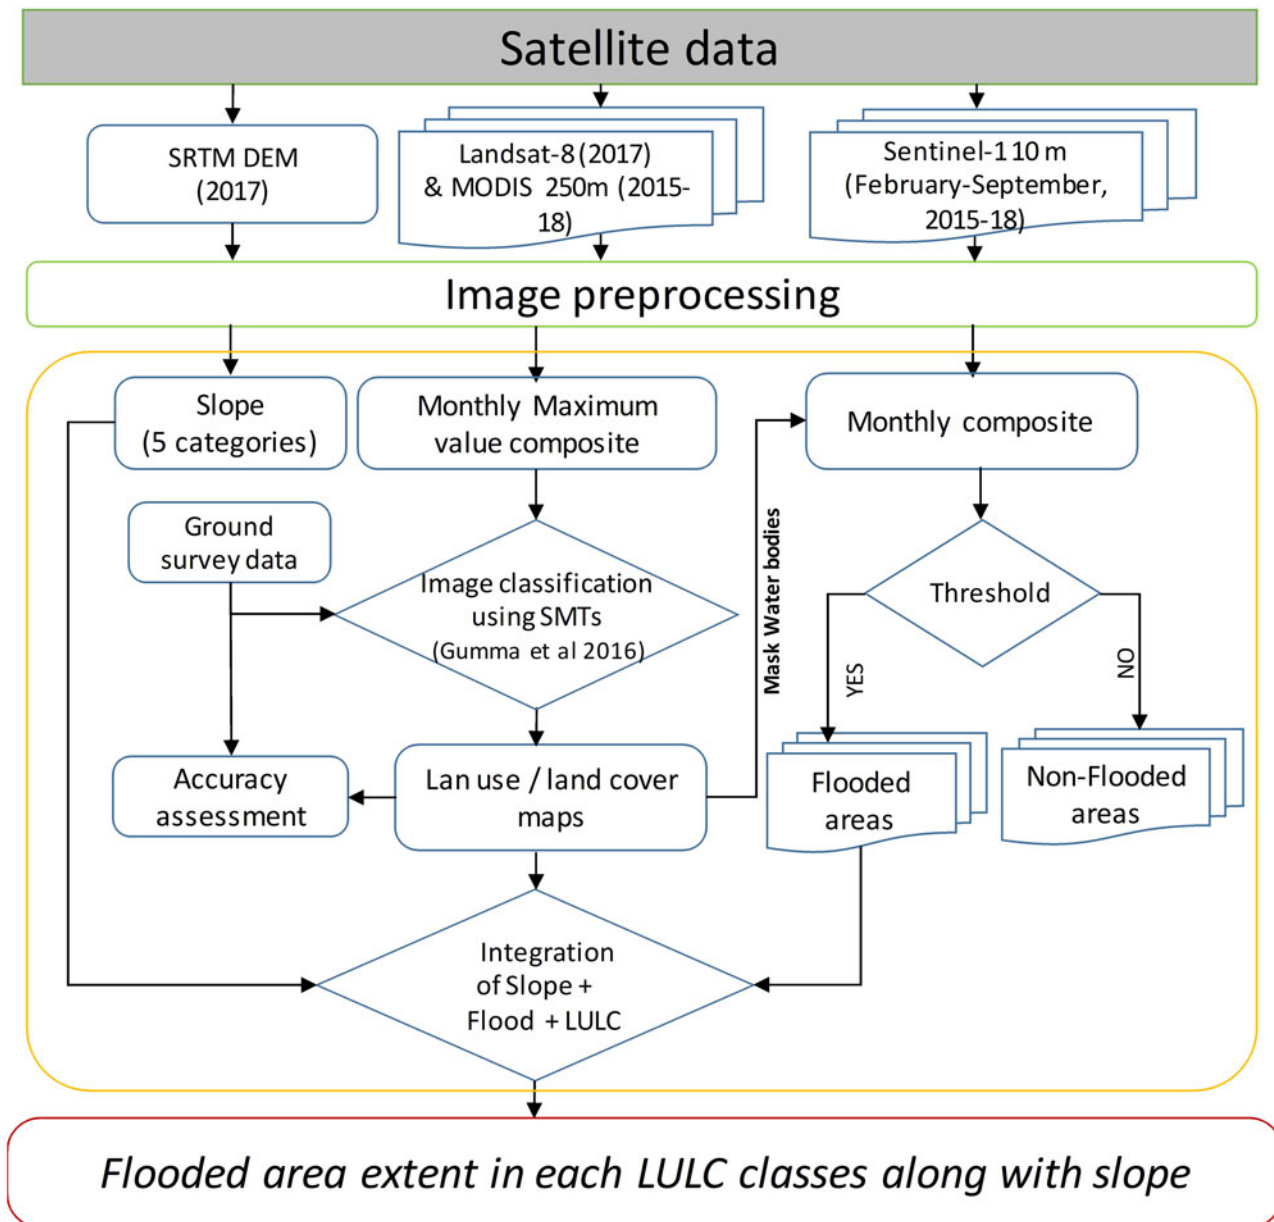 Satellite data
SRTM DEM
(2017)
Landsat-8 (2017)
& MODIS 250m (2015-
18)
Sentinel-1 10 m
(February-September,
2015-18)
Image preprocessing
Slope
(5 categories)
Monthly Maximum
value composite
Monthly composite
Ground
survey data
Image classification
using SMTs
(Gumma et al 2016)
Mask Water bodies
Threshold
YES
NO
Accuracy
assessment
Lan use / land cover
maps
Flooded
areas
Non-Flooded
areas
Integration
of Slope +
Flood + LULC
Flooded area extent in each LULC classes along with slope